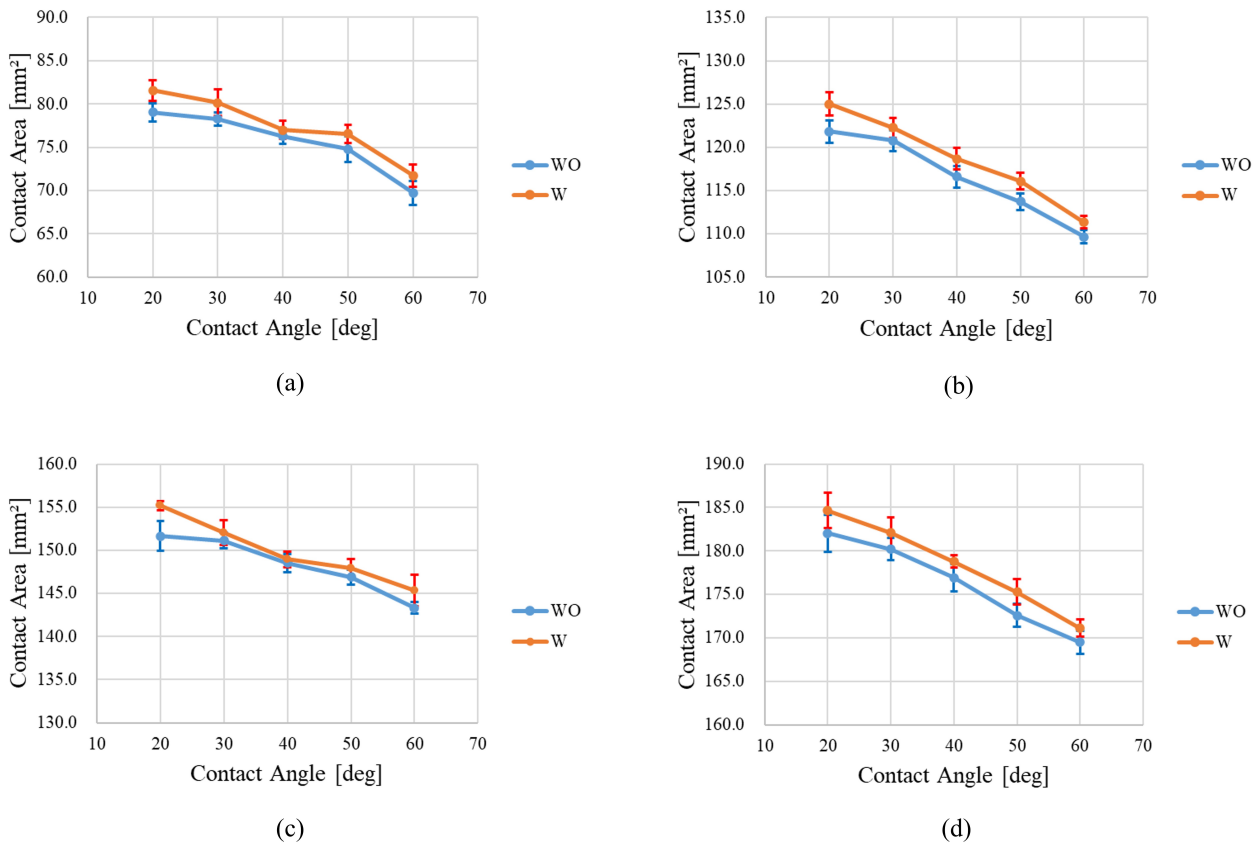 90.0
85.0
80.0
75.0
70.0
65.0
60.0
10 20 30 40 50 60 70
Contact Area [mm²]
Contact Angle [deg]
WO
W
(a)
135.0
130.0
125.0
120.0
115.0
110.0
105.0
10 20 30 40 50 60 70
Contact Area [mm²]
Contact Angle [deg]
WO
W
(b)
160.0
155.0
150.0
145.0
140.0
135.0
130.0
10 20 30 40 50 60 70
Contact Area [mm²]
Contact Angle [deg]
WO
W
(c)
190.0
185.0
180.0
175.0
170.0
165.0
160.0
10 20 30 40 50 60 70
Contact Area [mm²]
Contact Angle [deg]
WO
W
(d)